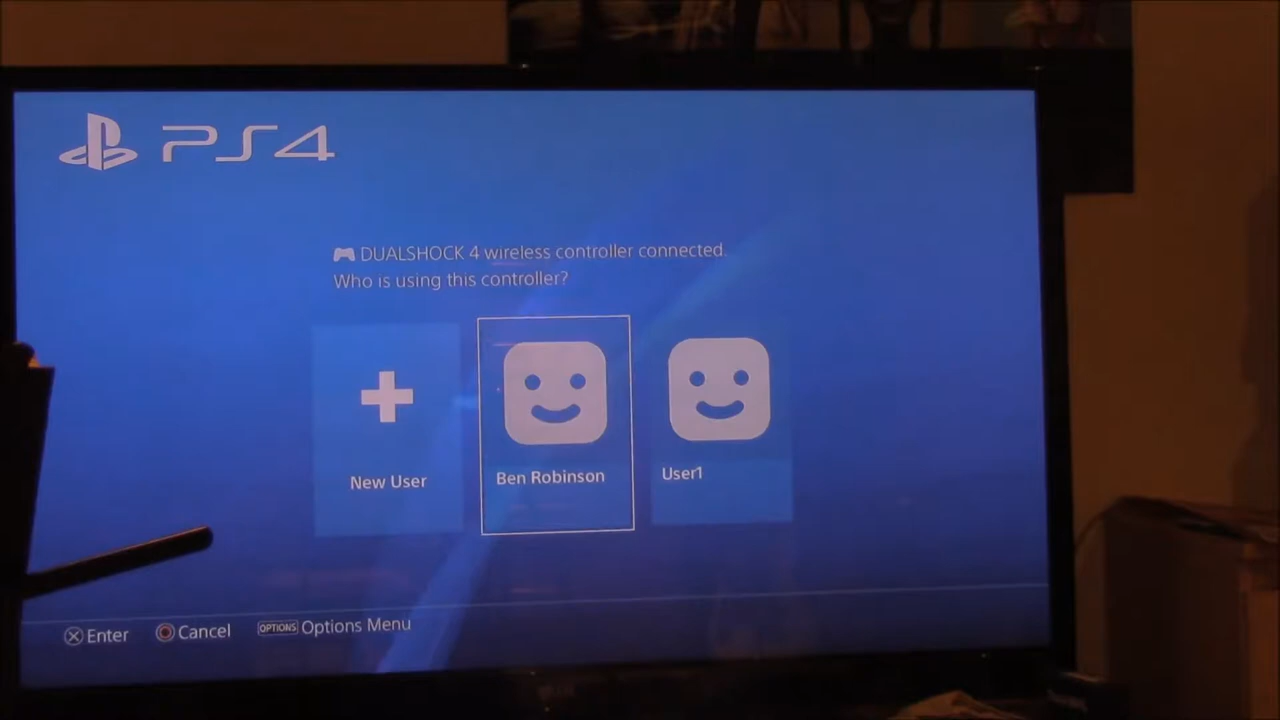 PS4
DUALSHOCK 4 wireless controller connected.
Who is using this controller?
New User
Ben Robinson
User1
Enter
Cancel
OPTIONS Options Menu